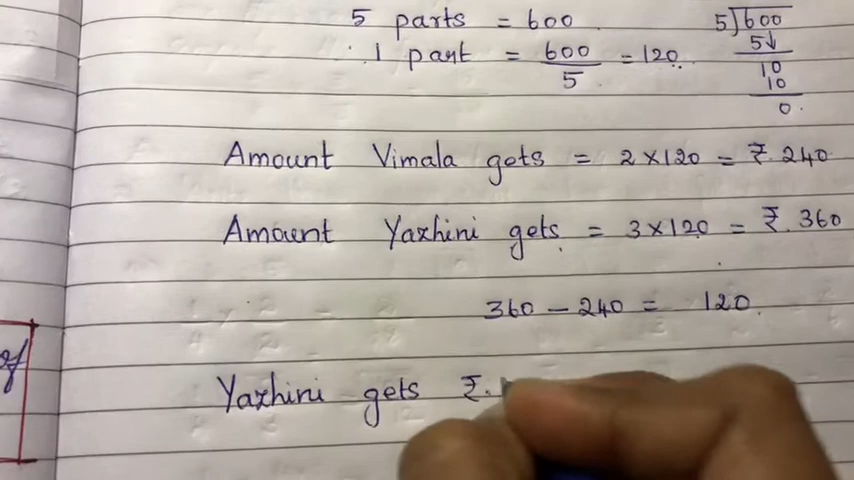 5 parts = 600
5)600
5↓
10
10
0.
∴ 1 part = 600/5 = 120
Amount Vimala gets = 2 × 120 = ₹. 240
Amount Yazhini gets = 3 × 120 = ₹. 360
360 - 240 = 120
Yazhini gets ₹.
of